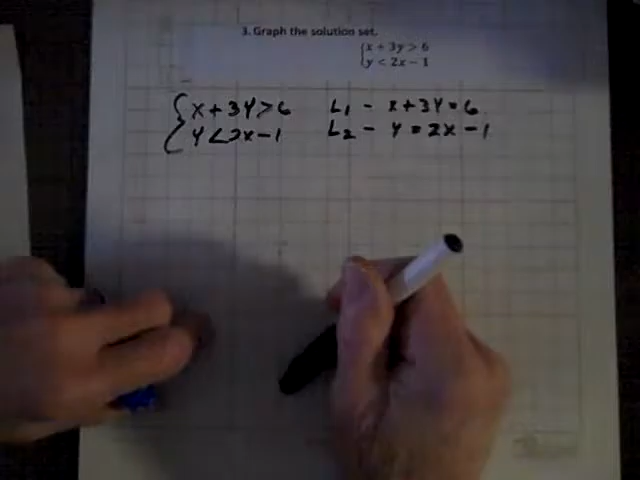 3. Graph the solution set.
{x + 3y > 6
y < 2x − 1
{x + 3y > 6 L1 - x + 3y = 6
y < 2x - 1 L2 - y = 2x - 1